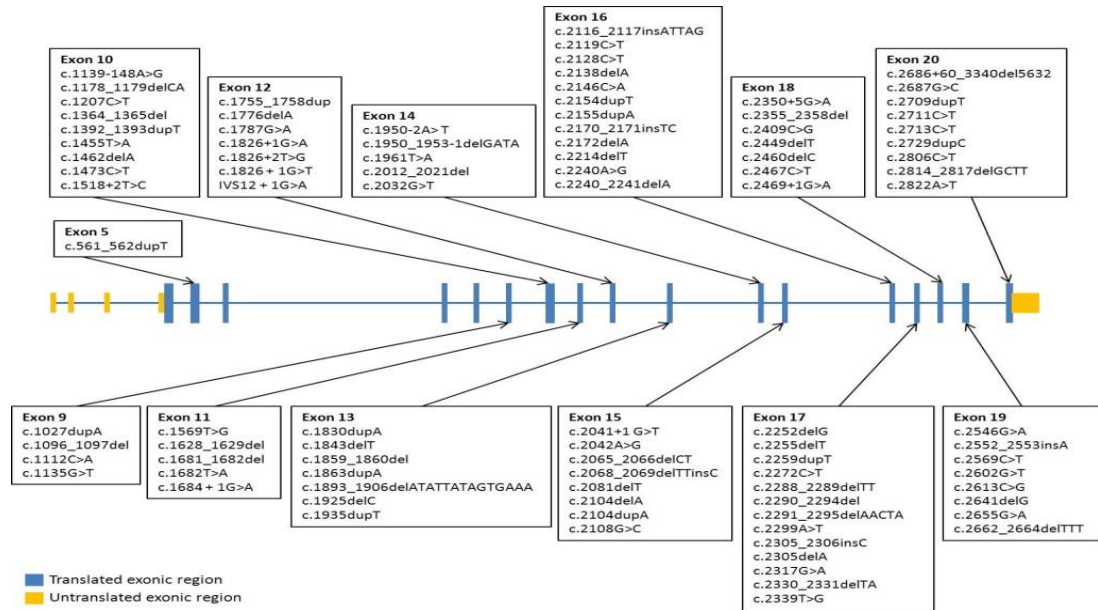 Exon 10
c.1139-148A>G
c.1178_1179delCA
c.1207C>T
c.1364_1365del
c.1392_1393dupT
c.1455T>A
c.1462delA
c.1473C>T
c.1518+2T>C
Exon 12
c.1755_1758dup
c.1776delA
c.1787G>A
c.1826+1G>A
c.1826+2T>G
c.1826 + 1G>T
IVS12 + 1G>A
Exon 14
c.1950-2A> T
c.1950_1953-1delGATA
c.1961T>A
c.2012_2021del
c.2032G>T
Exon 16
c.2116_2117insATTAG
c.2119C>T
c.2128C>T
c.2138delA
c.2146C>A
c.2154dupT
c.2155dupA
c.2170_2171insTC
c.2172delA
c.2214delT
c.2240A>G
c.2240_2241delA
Exon 18
c.2350+5G>A
c.2355_2358del
c.2409C>G
c.2449delT
c.2460delC
c.2467C>T
c.2469+1G>A
Exon 20
c.2686+60_3340del5632
c.2687G>C
c.2709dupT
c.2711C>T
c.2713C>T
c.2729dupC
c.2806C>T
c.2814_2817delGCTT
c.2822A>T
Exon 5
c.561_562dupT
Exon 9
c.1027dupA
c.1096_1097del
c.1112C>A
c.1135G>T
Exon 11
c.1569T>G
c.1628_1629del
c.1681_1682del
c.1682T>A
c.1684 + 1G>A
Exon 13
c.1830dupA
c.1843delT
c.1859_1860del
c.1863dupA
c.1893_1906delATATTATAGTGAAA
c.1925delC
c.1935dupT
Exon 15
c.2041+1 G>T
c.2042A>G
c.2065_2066delCT
c.2068_2069delTTinsC
c.2081delT
c.2104delA
c.2104dupA
c.2108G>C
Exon 17
c.2252delG
c.2255delT
c.2259dupT
c.2272C>T
c.2288_2289delTT
c.2290_2294del
c.2291_2295delAACTA
c.2299A>T
c.2305_2306insC
c.2305delA
c.2317G>A
c.2330_2331delTA
c.2339T>G
Exon 19
c.2546G>A
c.2552_2553insA
c.2569C>T
c.2602G>T
c.2613C>G
c.2641delG
c.2655G>A
c.2662_2664delTTT
Translated exonic region
Untranslated exonic region